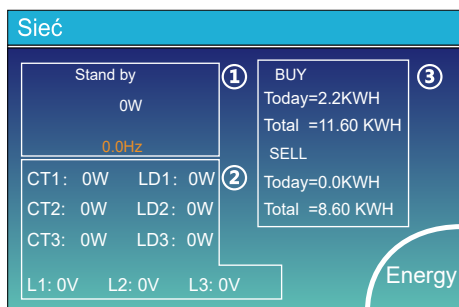 Sieć
Stand by
0W
0.0Hz
①
CT1: 0W LD1: 0W
CT2: 0W LD2: 0W
CT3: 0W LD3: 0W
L1: 0V L2: 0V L3: 0V
②
BUY
Today=2.2KWH
Total =11.60 KWH
SELL
Today=0.0KWH
Total =8.60 KWH
③
Energy